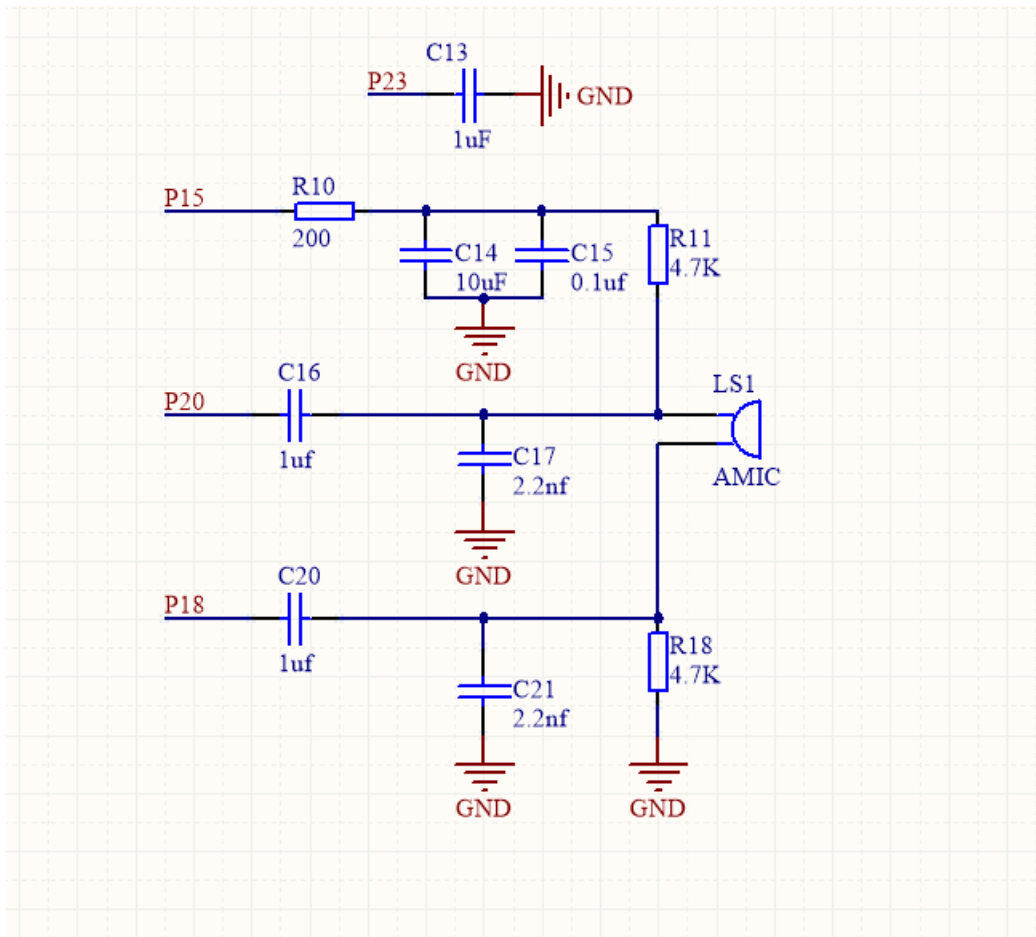 C13
P23
GND
1uF
P15
R10
200
C14
10uF
C15
0.1uf
R11
4.7K
GND
C16
P20
1uf
LS1
AMIC
C17
2.2nf
GND
C20
P18
1uf
R18
4.7K
C21
2.2nf
GND
GND